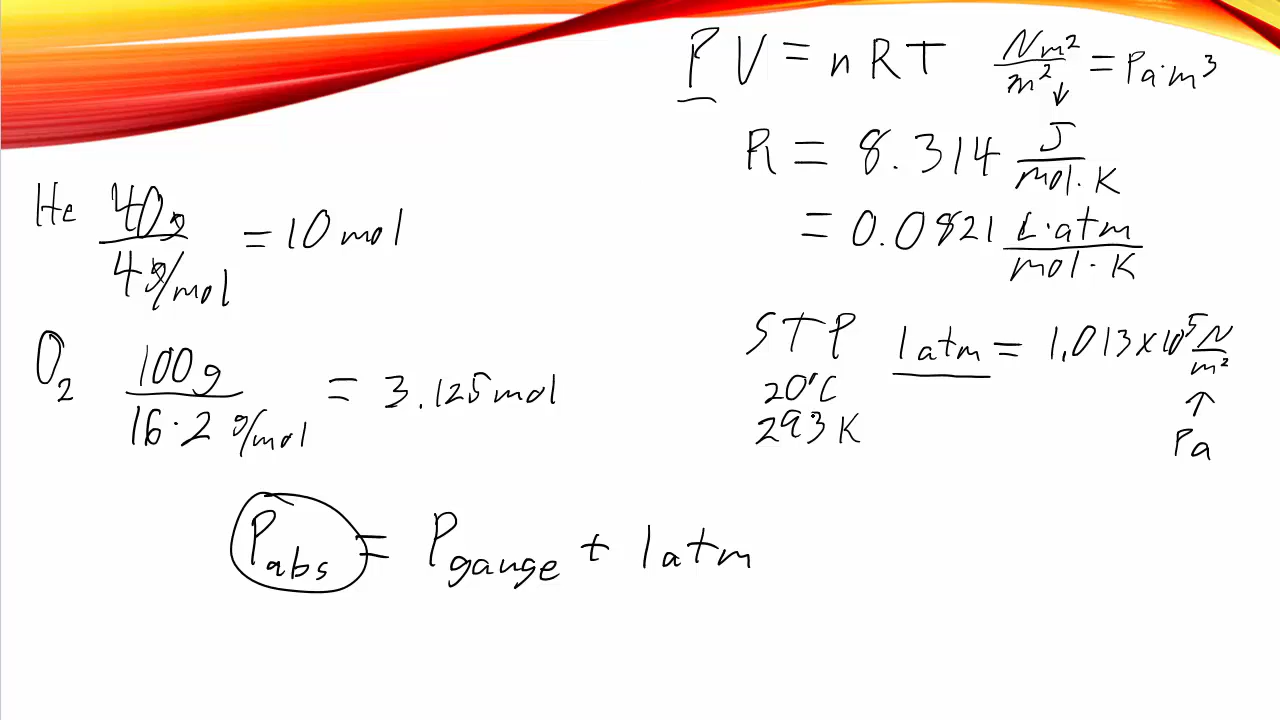 PV = nRT Nm²/m² = Pa·m³
R = 8.314 J/mol·K
= 0.0821 L·atm/mol·K
He 40g/4g/mol = 10 mol
STP 1 atm = 1.013 x 10⁵ N/m²
20°C
293 K
Pa
O₂ 100g/16·2 g/mol = 3.125 mol
Pabs = Pgauge + 1 atm